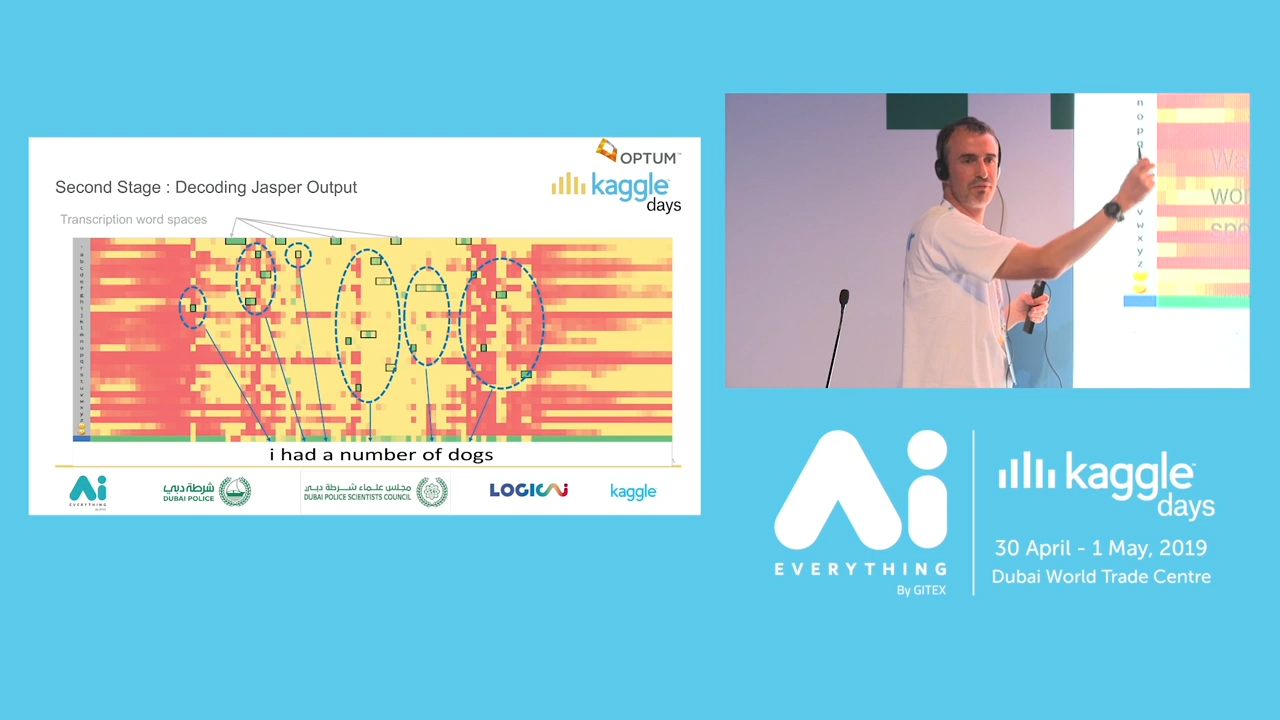 OPTUM™
Second Stage : Decoding Jasper Output
kaggle
days
Transcription word spaces
a
b
c
d
e
f
g
h
i
j
k
l
m
n
o
p
q
r
s
t
u
v
w
x
y
z
i had a number of dogs
Ai
EVERYTHING
شرطة دبي
DUBAI POLICE
مجلس علماء شرطة دبي
DUBAI POLICE SCIENTISTS COUNCIL
LOGICAi
kaggle
n
o
p
q
v
w
x
y
z
Ai
EVERYTHING
By GITEX
kaggle
days
30 April - 1 May, 2019
Dubai World Trade Centre